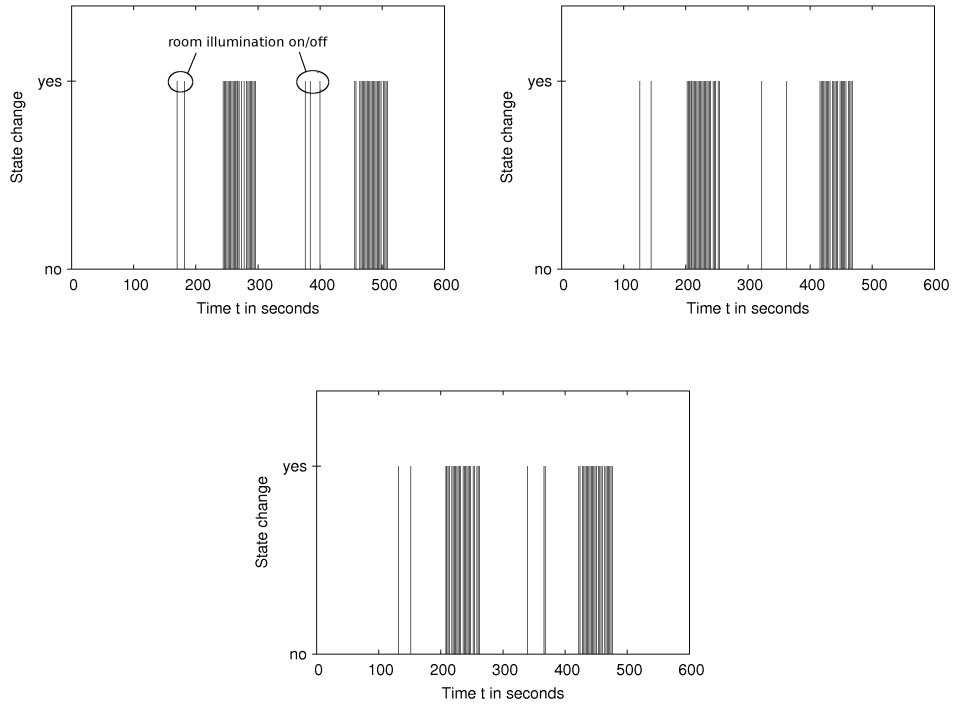 room illumination on/off
yes
State change
no
0 100 200 300 400 500 600
Time t in seconds
yes
State change
no
0 100 200 300 400 500 600
Time t in seconds
yes
State change
no
0 100 200 300 400 500 600
Time t in seconds